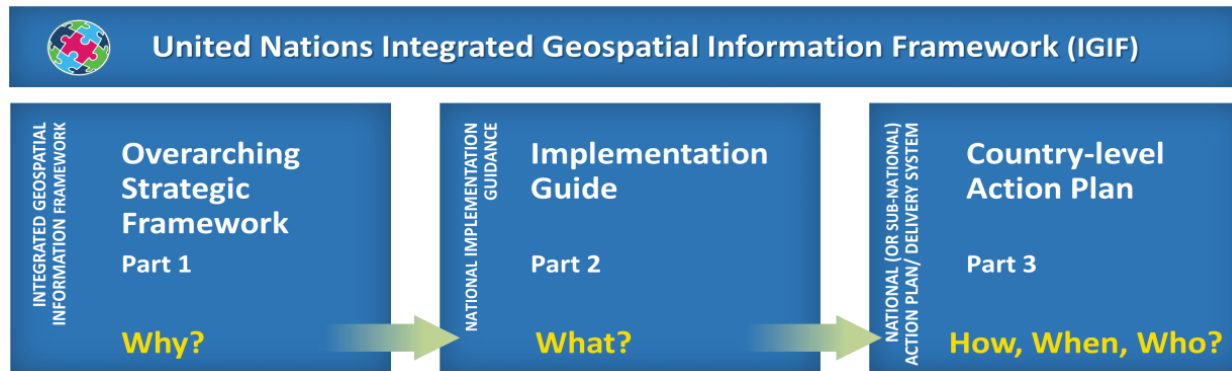 United Nations Integrated Geospatial Information Framework (IGIF)
INTEGRATED GEOSPATIAL
INFORMATION FRAMEWORK
Overarching
Strategic
Framework
Part 1
Why?
NATIONAL IMPLEMENTATION
GUIDANCE
Implementation
Guide
Part 2
What?
NATIONAL (OR SUB-NATIONAL)
ACTION PLAN/ DELIVERY SYSTEM
Country-level
Action Plan
Part 3
How, When, Who?